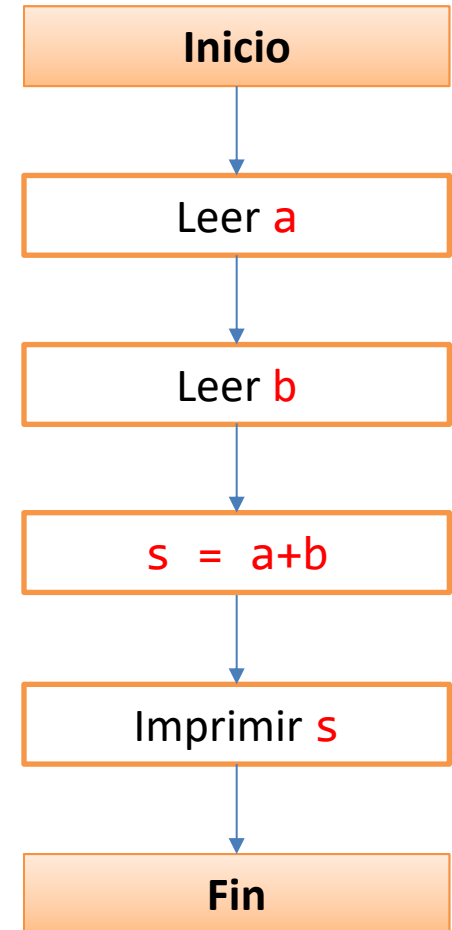 Inicio
Leer a
Leer b
s = a+b
Imprimir s
Fin